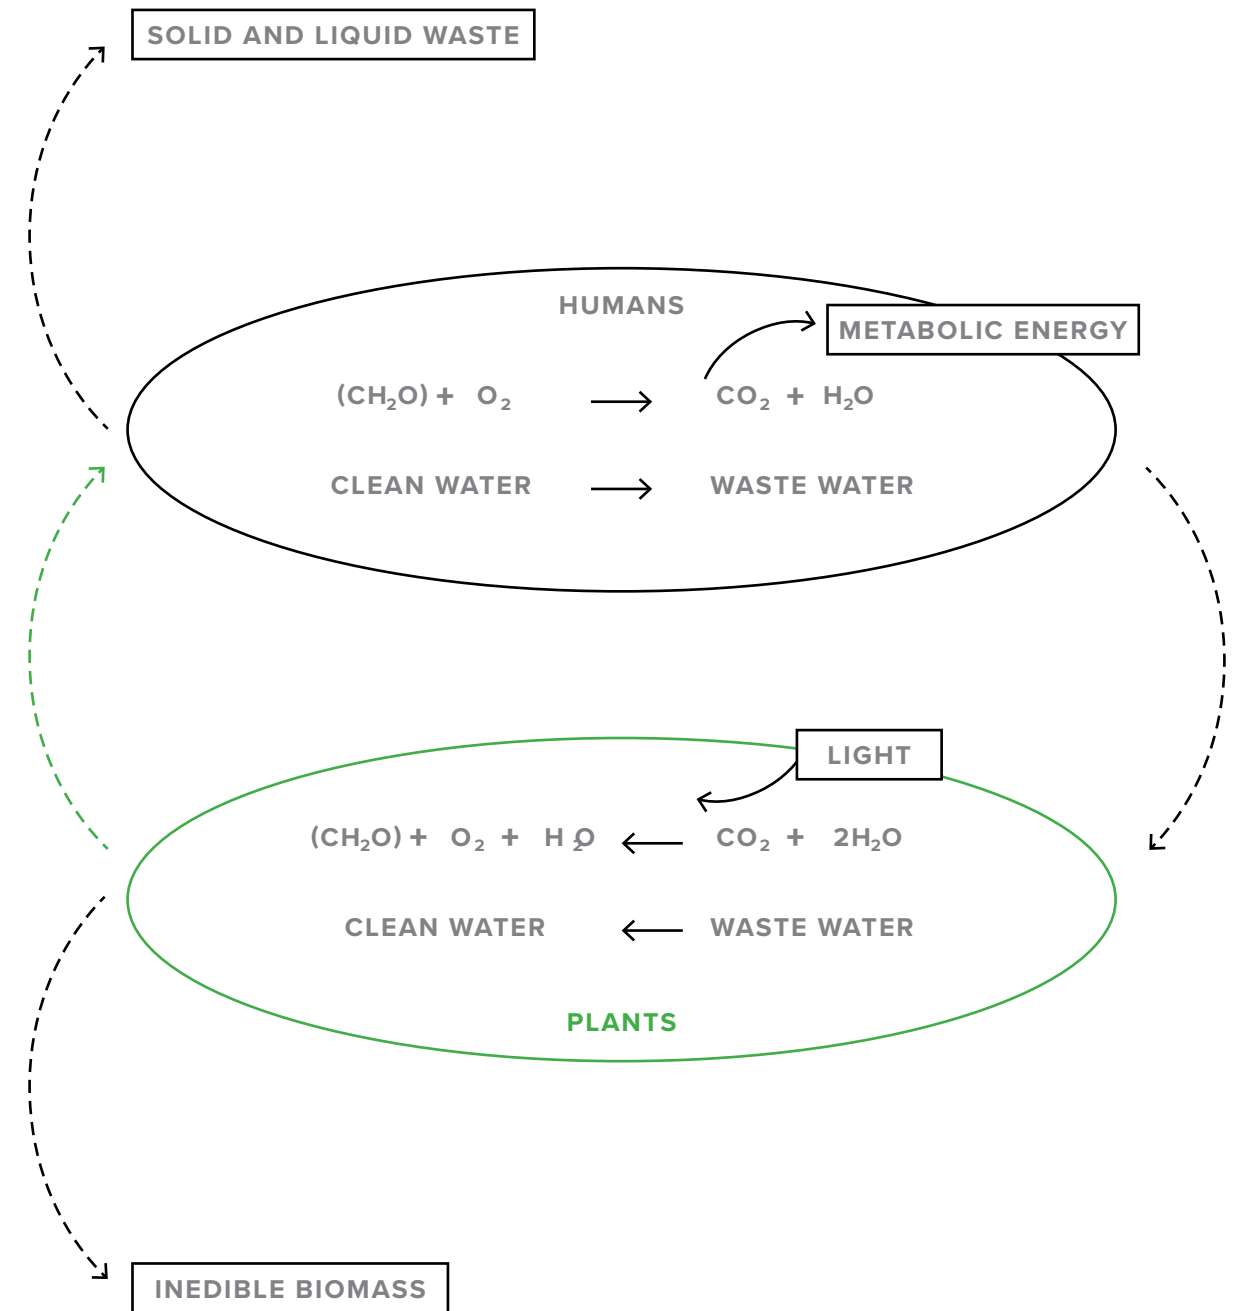 SOLID AND LIQUID WASTE
HUMANS
METABOLIC ENERGY
(CH₂O) + O₂ → CO₂ + H₂O
CLEAN WATER → WASTE WATER
LIGHT
(CH₂O) + O₂ + H₂O ← CO₂ + 2H₂O
CLEAN WATER ← WASTE WATER
PLANTS
INEDIBLE BIOMASS